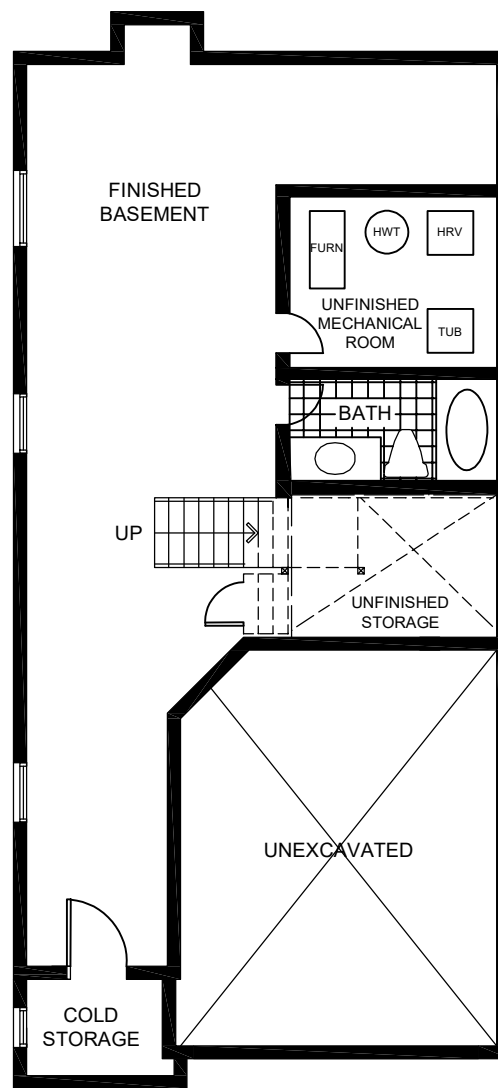 FINISHED
BASEMENT
FURN
HWT
HRV
UNFINISHED
MECHANICAL
ROOM
TUB
BATH
UP
UNFINISHED
STORAGE
UNEXCAVATED
COLD
STORAGE